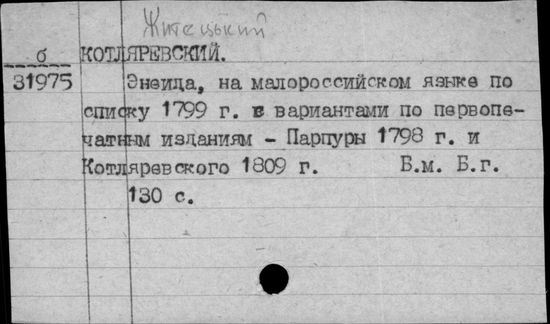 Житецький
б КОТЛЯРЕВСКИЙ.
31975 Энеида, на малороссийском языке по
списку 1799 г. с вариантами по первопе-
чатным изданиям - Парпуры 1798 г. и
Котляревского 1809 г. Б.м. Б.г.
130 с.